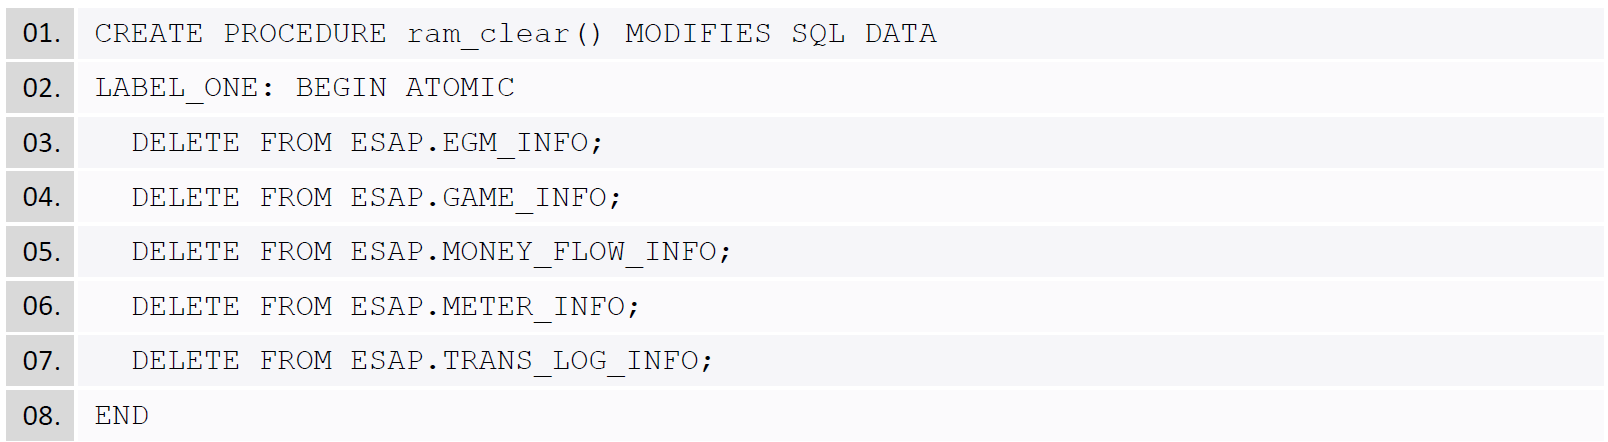 01. CREATE PROCEDURE ram_clear() MODIFIES SQL DATA
02. LABEL_ONE: BEGIN ATOMIC
03. DELETE FROM ESAP.EGM_INFO;
04. DELETE FROM ESAP.GAME_INFO;
05. DELETE FROM ESAP.MONEY_FLOW_INFO;
06. DELETE FROM ESAP.METER_INFO;
07. DELETE FROM ESAP.TRANS_LOG_INFO;
08. END